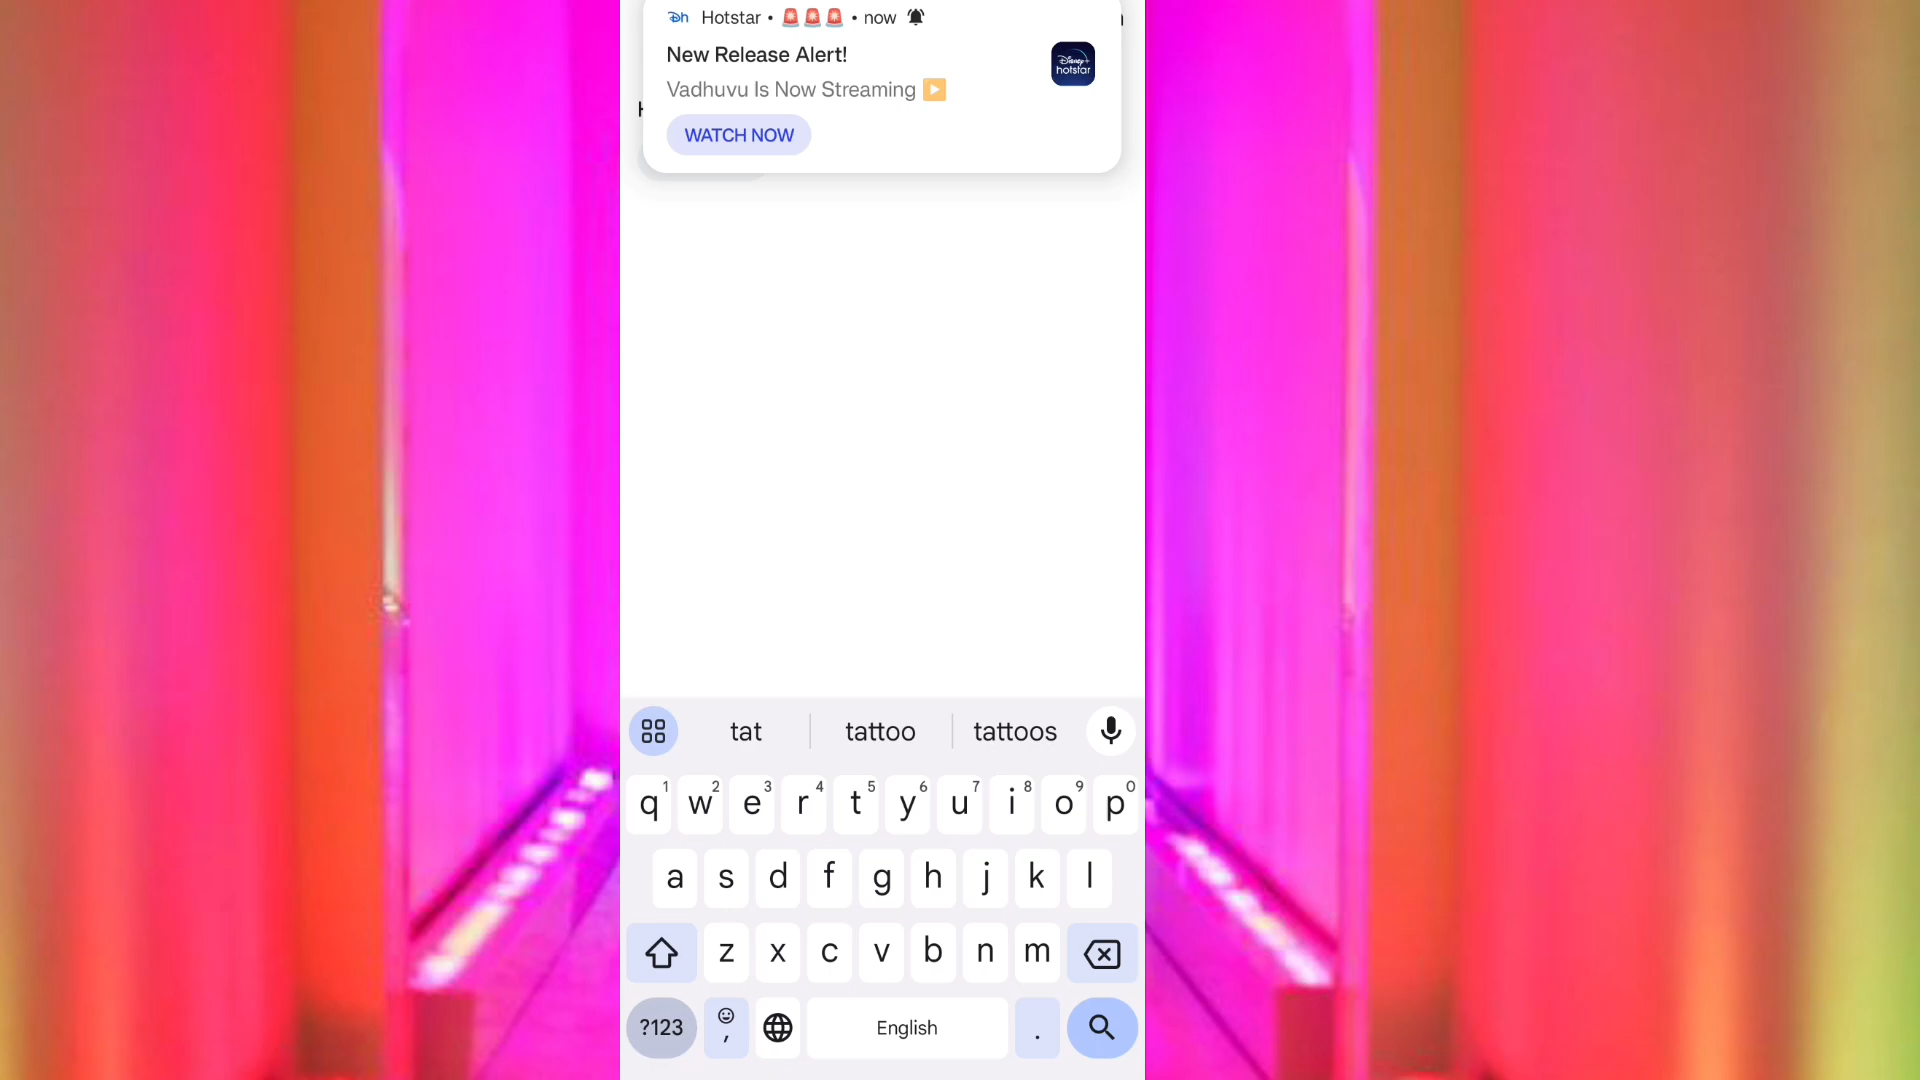 Hotstar • 🚨🚨🚨 • now
New Release Alert!
Vadhuvu Is Now Streaming ▶️
WATCH NOW
Disney+
hotstar
tat tattoo tattoos
q1 w2 e3 r4 t5 y6 u7 i8 o9 p0
a s d f g h j k l
z x c v b n m
?123 , English .